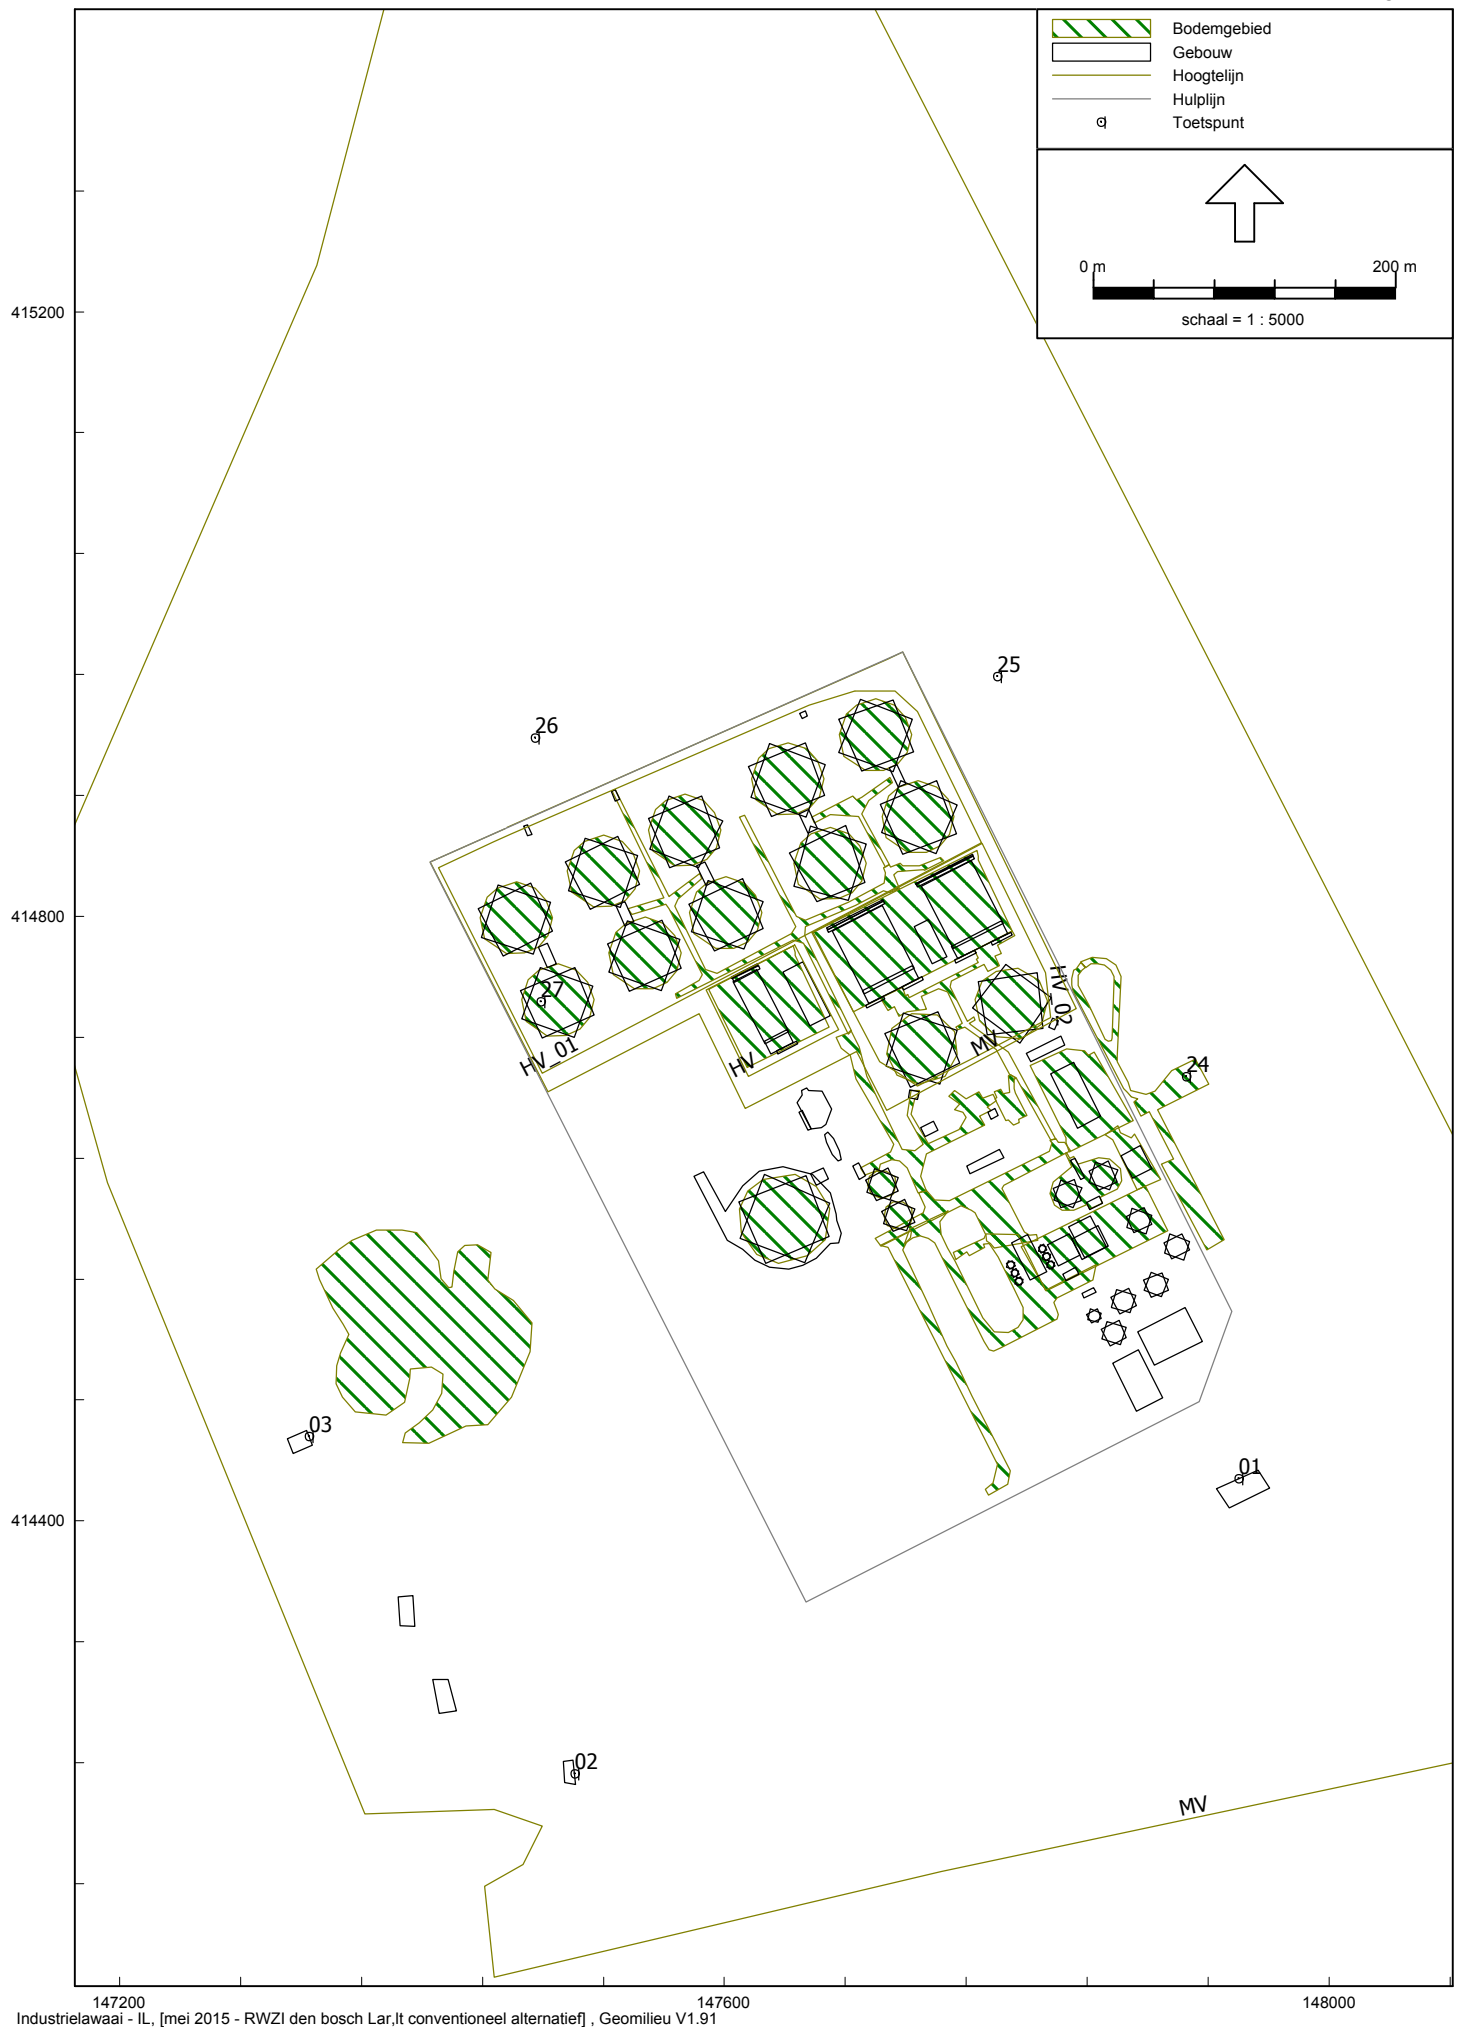 Bodemgebied
Gebouw
Hoogtelijn
Hulplijn
Toetspunt
0 m 200 m
schaal = 1 : 5000
415200
25
26
414800
27
HV_01
HV
MV
HV_02
24
03
01
414400
02
MV
147200 147600 148000
Industrielawaai - IL, [mei 2015 - RWZI den bosch Lar,lt conventioneel alternatief] , Geomilieu V1.91